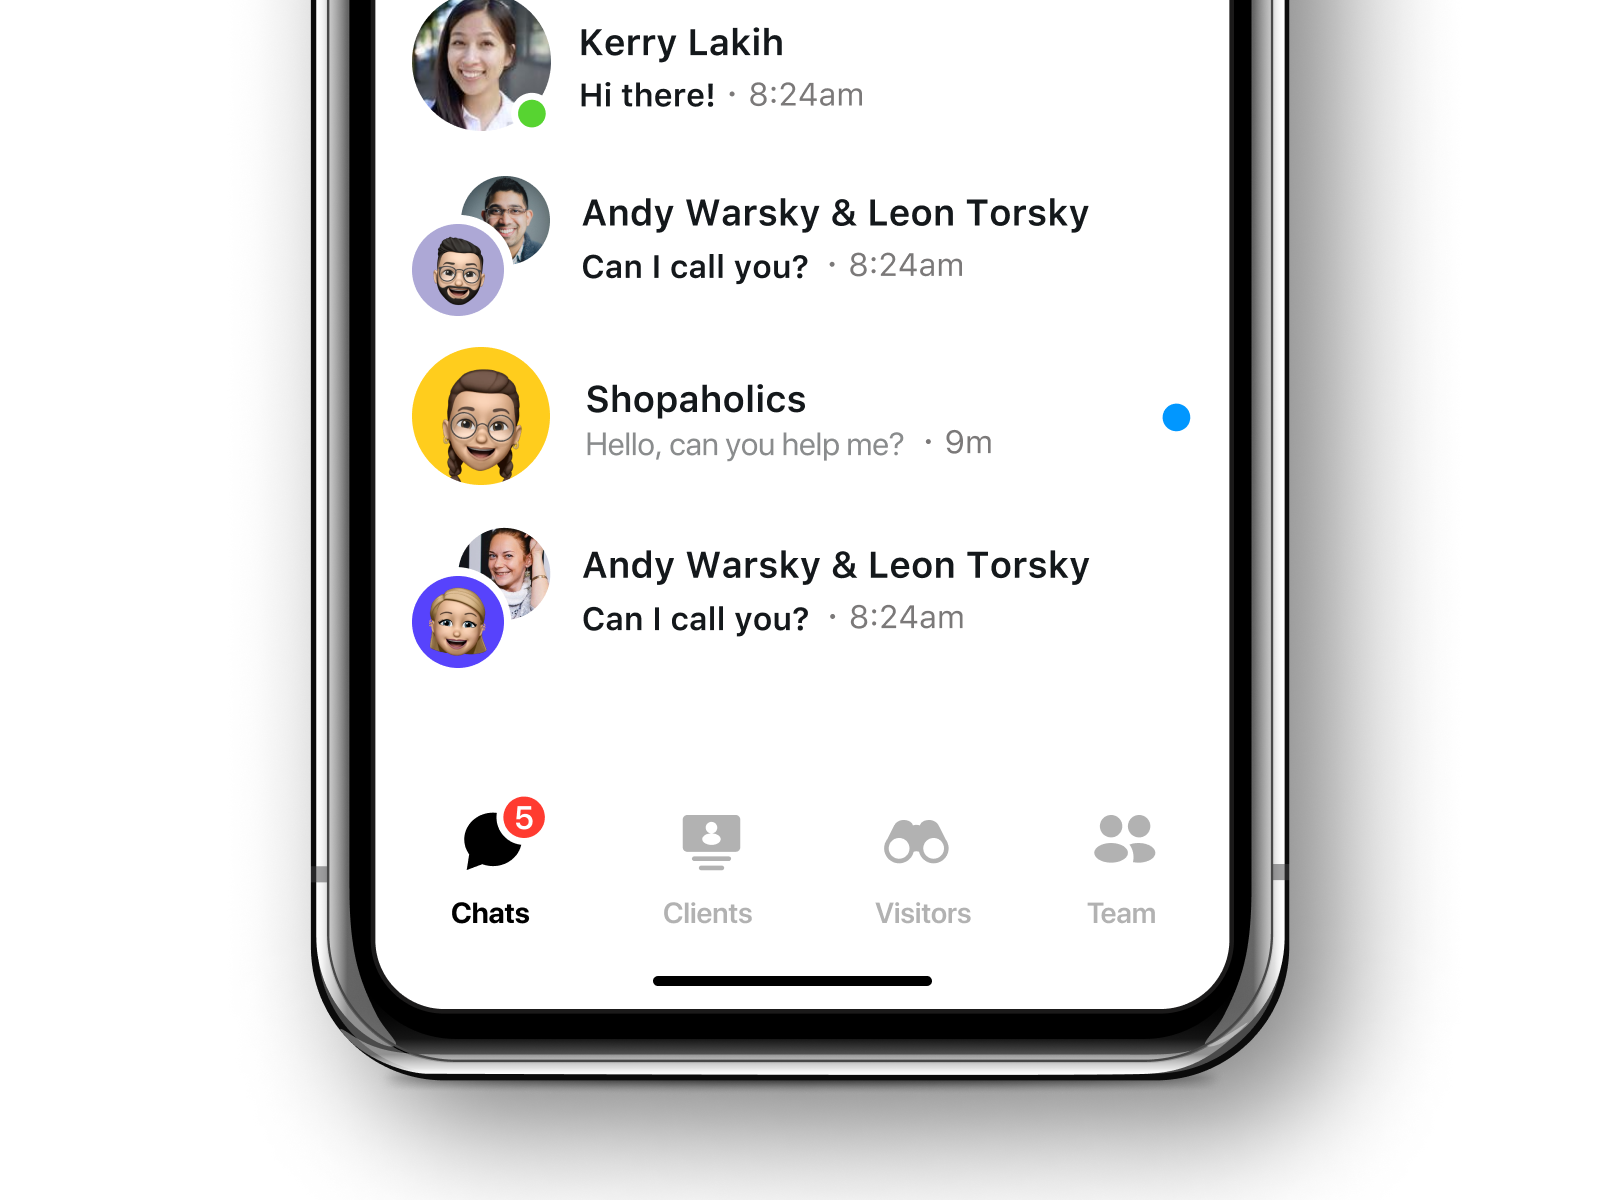 Kerry Lakih
Hi there! · 8:24am
Andy Warsky & Leon Torsky
Can I call you? · 8:24am
Shopaholics
Hello, can you help me? · 9m
Andy Warsky & Leon Torsky
Can I call you? · 8:24am
5
Chats
Clients
Visitors
Team